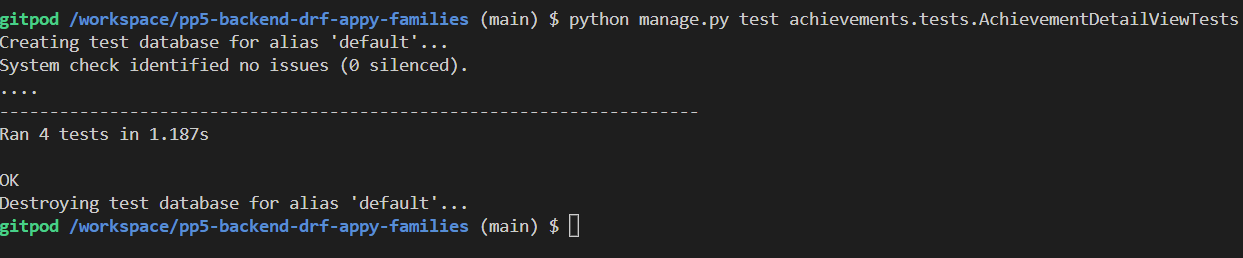 gitpod /workspace/pp5-backend-drf-appy-families (main) $ python manage.py test achievements.tests.AchievementDetailViewTests
Creating test database for alias 'default'...
System check identified no issues (0 silenced).
....
----------------------------------------------------------------------
Ran 4 tests in 1.187s
OK
Destroying test database for alias 'default'...
gitpod /workspace/pp5-backend-drf-appy-families (main) $